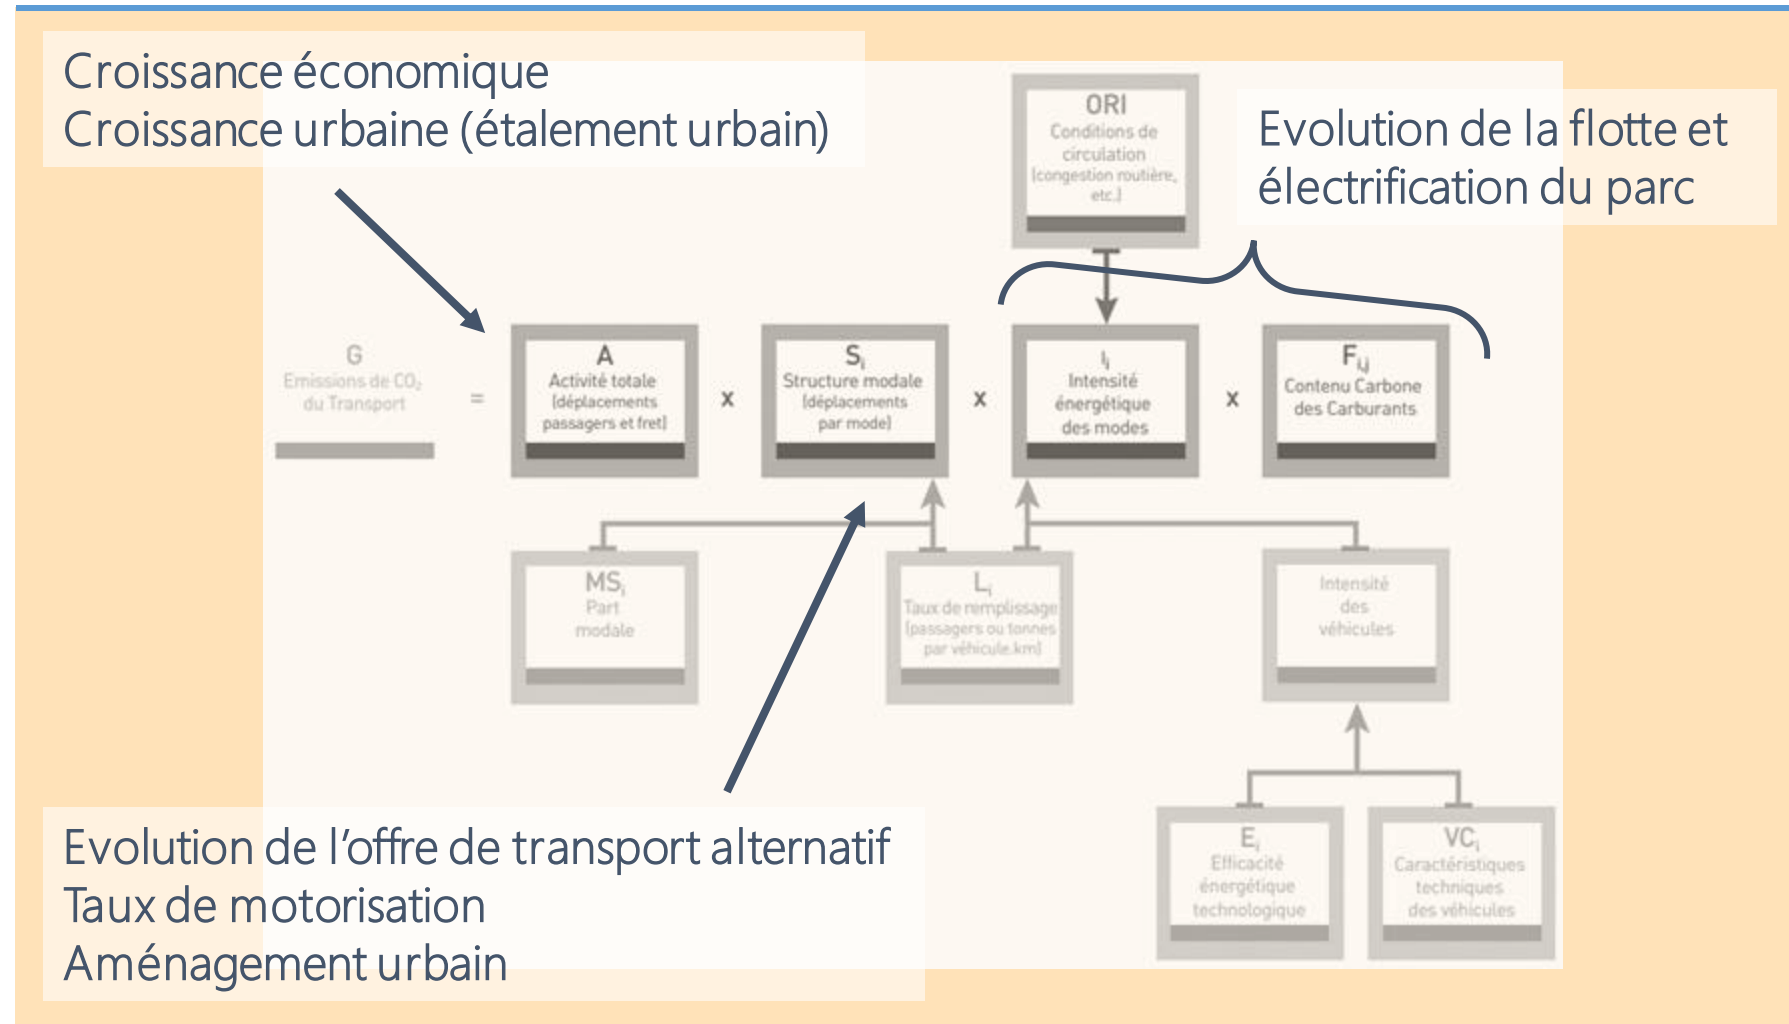 Croissance économique
Croissance urbaine (étalement urbain)
ORI
Conditions de
circulation
(congestion routière,
etc.)
Evolution de la flotte et
électrification du parc
G
Emissions de CO₂
du Transport
=
A
Activité totale
(déplacements
passagers et fret)
x
Sᵢ
Structure modale
(déplacements
par mode)
x
Iᵢ
Intensité
énergétique
des modes
x
Fᵢ,ⱼ
Contenu Carbone
des Carburants
MSᵢ
Part
modale
Lᵢ
Taux de remplissage
(passagers ou tonnes
par véhicule.km)
Intensité
des
véhicules
Eᵢ
Efficacité
énergétique
technologique
VCᵢ
Caractéristiques
techniques
des véhicules
Evolution de l’offre de transport alternatif
Taux de motorisation
Aménagement urbain